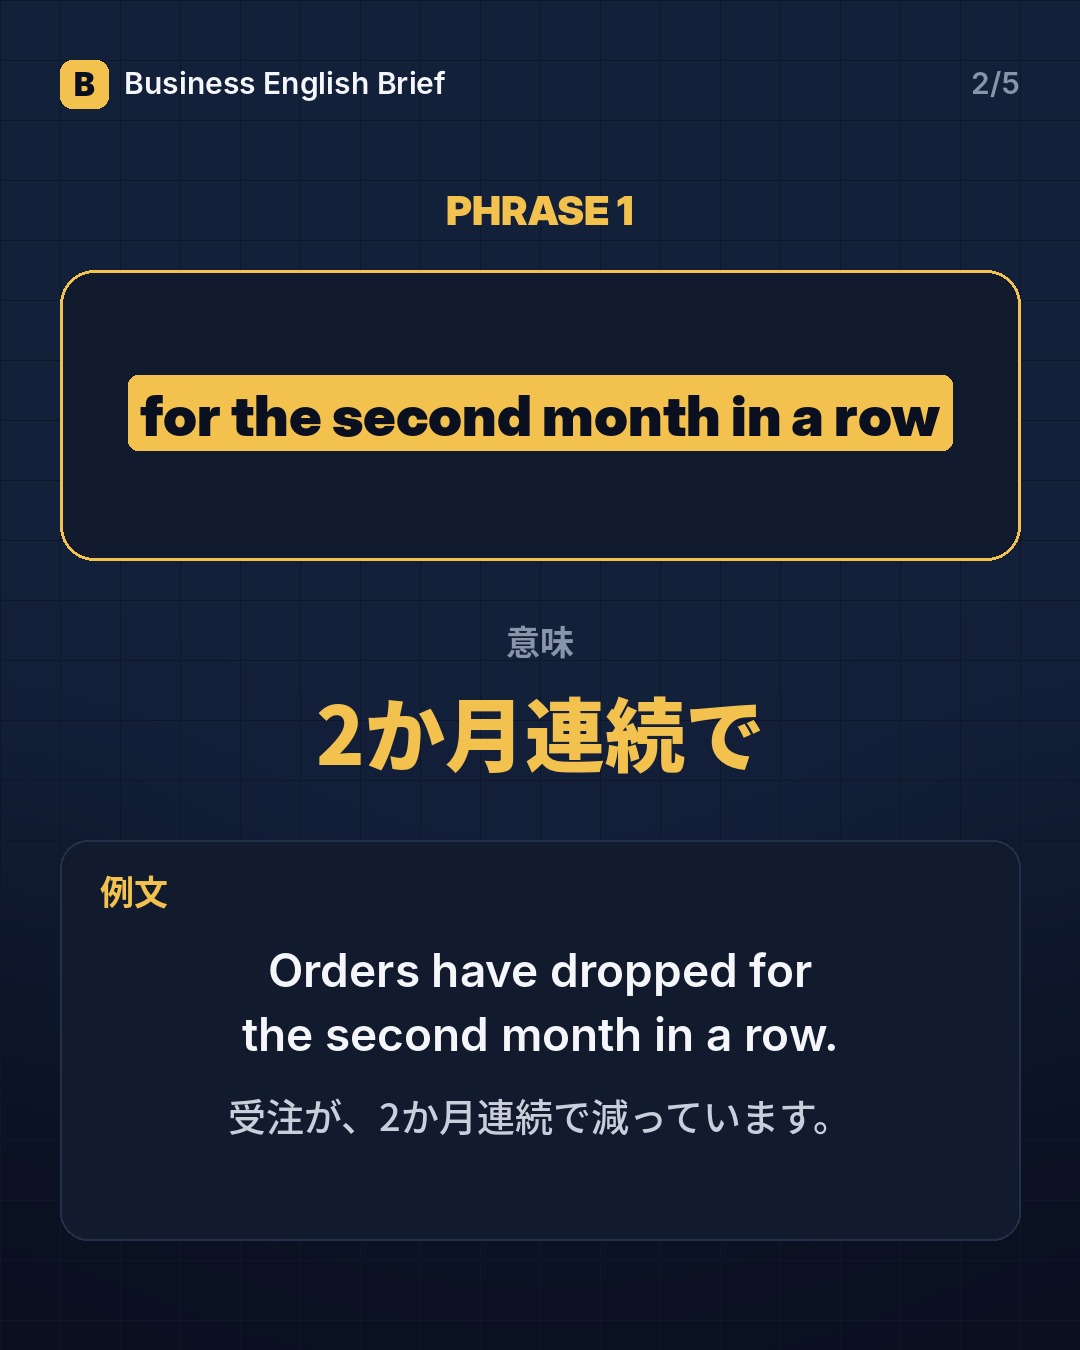 B Business English Brief
2/5
PHRASE 1
for the second month in a row
意味
2か月連続で
例文
Orders have dropped for
the second month in a row.
受注が、2か月連続で減っています。